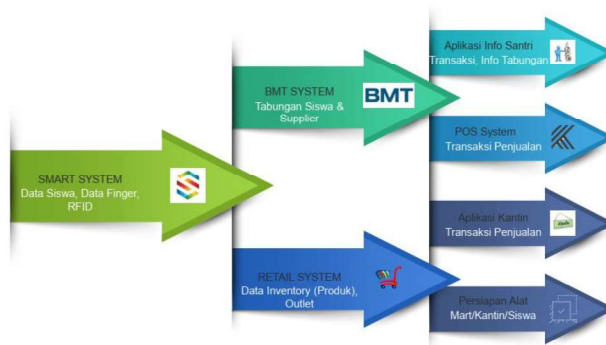 SMART SYSTEM
Data Siswa, Data Finger,
RFID
BMT SYSTEM
Tabungan Siswa &
Supplier
BMT
RETAIL SYSTEM
Data Inventory (Produk),
Outlet
Aplikasi Info Santri
Transaksi, Info Tabungan
POS System
Transaksi Penjualan
Aplikasi Kantin
Transaksi Penjualan
Persiapan Alat
Mart/Kantin/Siswa